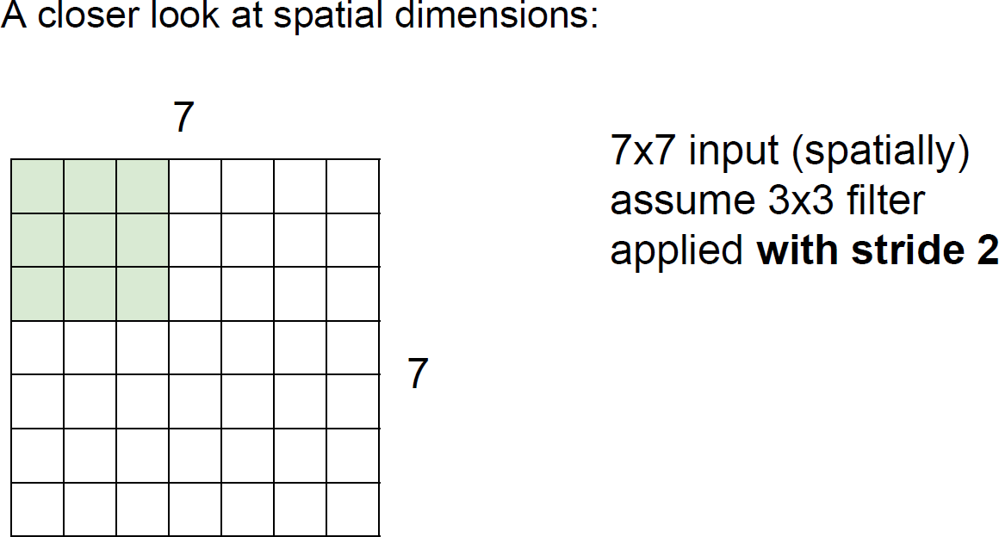 A closer look at spatial dimensions:
7
7x7 input (spatially)
assume 3x3 filter
applied with stride 2
7